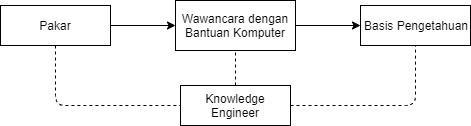 Pakar
Wawancara dengan
Bantuan Komputer
Basis Pengetahuan
Knowledge
Engineer